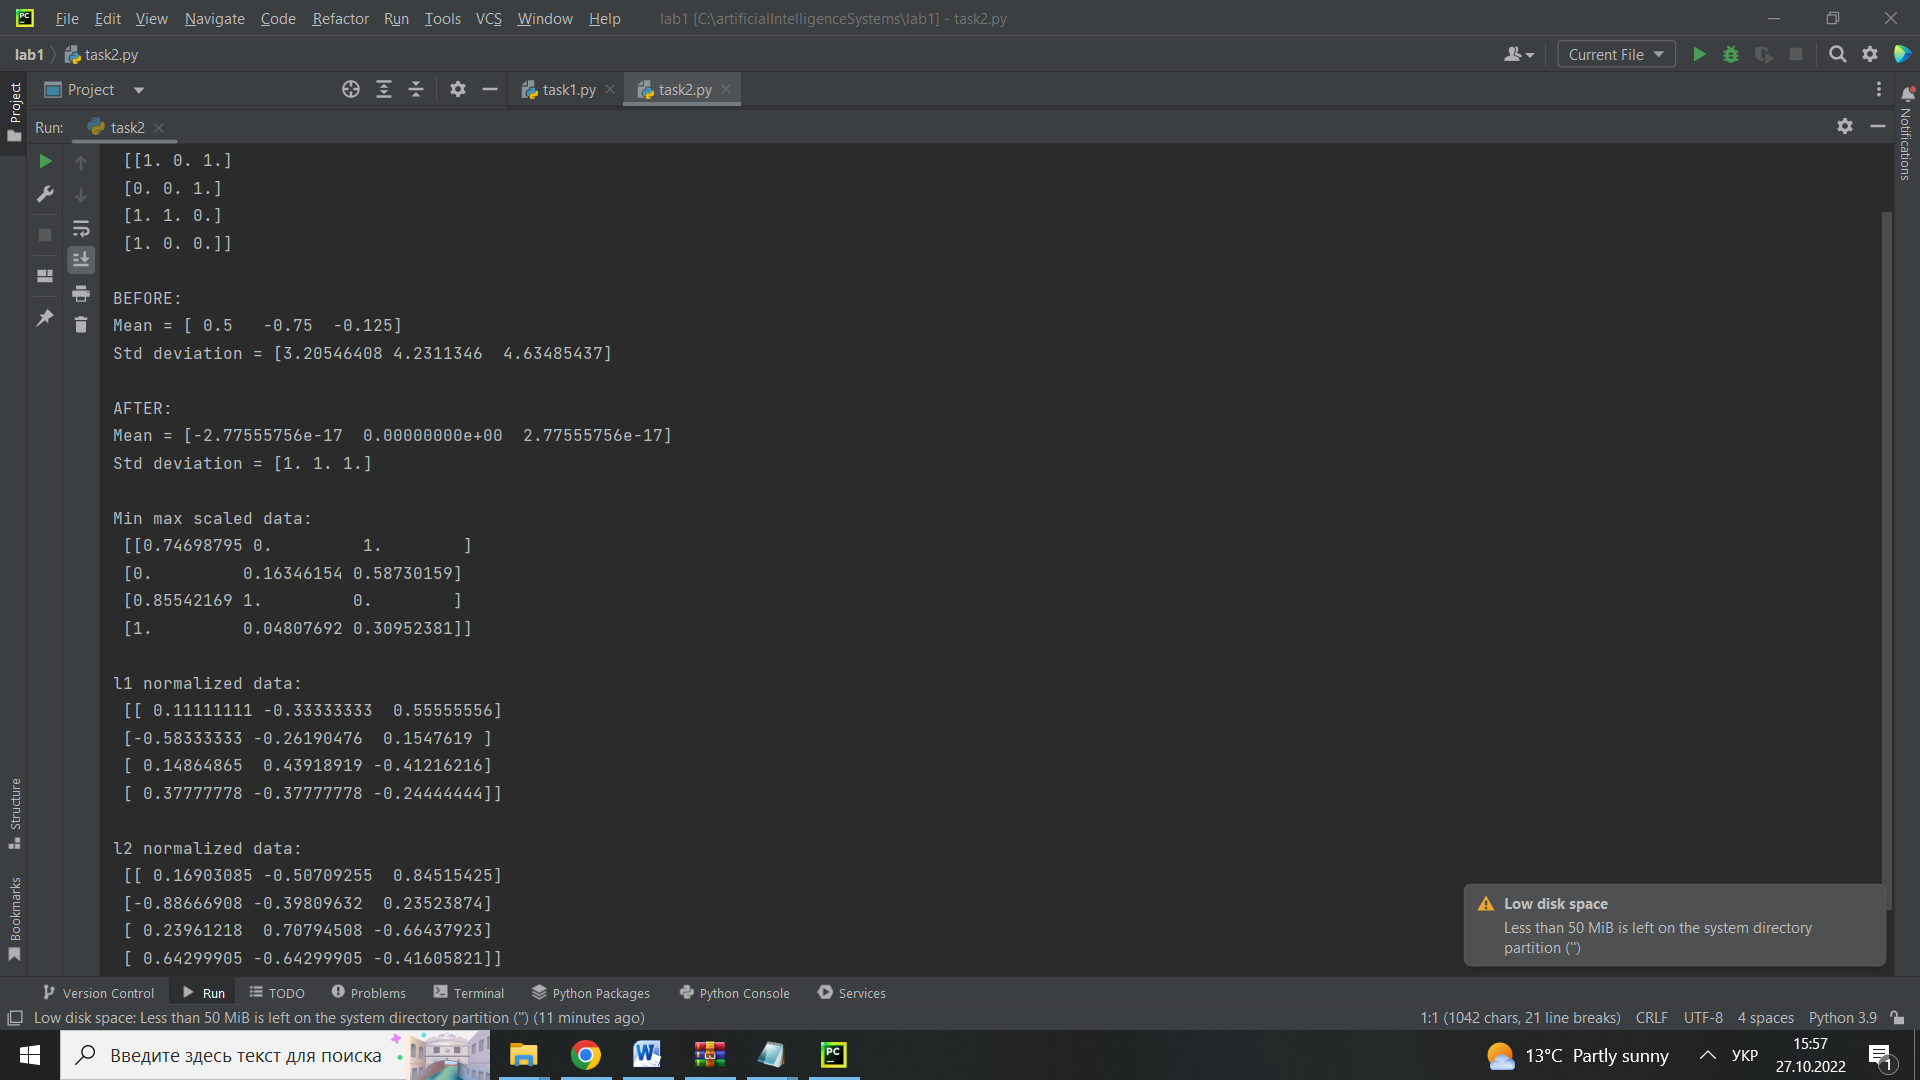 File Edit View Navigate Code Refactor Run Tools VCS Window Help lab1 [C:\artificialIntelligenceSystems\lab1] - task2.py
lab1 task2.py Current File
Project task1.py task2.py
Project
Notifications
Run: task2
[[1. 0. 1.]
[0. 0. 1.]
[1. 1. 0.]
[1. 0. 0.]]
BEFORE:
Mean = [ 0.5   -0.75  -0.125]
Std deviation = [3.20546408 4.2311346  4.63485437]
AFTER:
Mean = [-2.77555756e-17  0.00000000e+00  2.77555756e-17]
Std deviation = [1. 1. 1.]
Min max scaled data:
[[0.74698795 0.         1.        ]
[0.         0.16346154 0.58730159]
[0.85542169 1.         0.        ]
[1.         0.04807692 0.30952381]]
l1 normalized data:
[[ 0.11111111 -0.33333333  0.55555556]
[-0.58333333 -0.26190476  0.1547619 ]
[ 0.14864865  0.43918919 -0.41216216]
[ 0.37777778 -0.37777778 -0.24444444]]
l2 normalized data:
[[ 0.16903085 -0.50709255  0.84515425]
[-0.88666908 -0.39809632  0.23523874]
[ 0.23961218  0.70794508 -0.66437923]
[ 0.64299905 -0.64299905 -0.41605821]]
Structure
Bookmarks
Low disk space
Less than 50 MiB is left on the system directory
partition ('')
Version Control Run TODO Problems Terminal Python Packages Python Console Services
Low disk space: Less than 50 MiB is left on the system directory partition ('') (11 minutes ago) 1:1 (1042 chars, 21 line breaks) CRLF UTF-8 4 spaces Python 3.9
Введите здесь текст для поиска PC 13°C Partly sunny УКР 15:57
27.10.2022 1